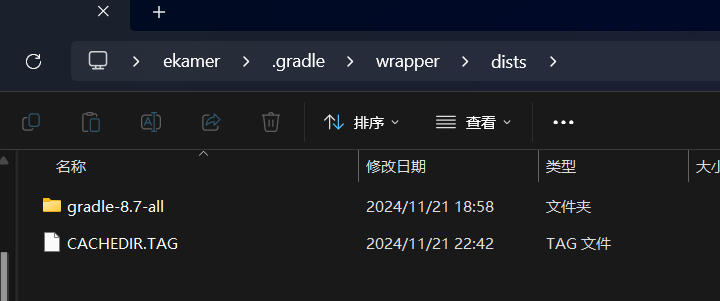 ekamer > .gradle > wrapper > dists >
排序 查看
名称 修改日期 类型 大小
gradle-8.7-all 2024/11/21 18:58 文件夹
CACHEDIR.TAG 2024/11/21 22:42 TAG 文件